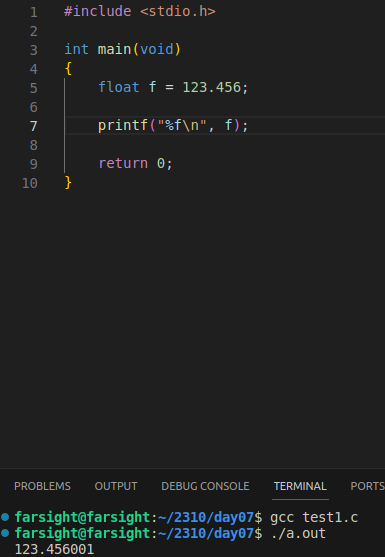 1 #include <stdio.h>
2
3 int main(void)
4 {
5     float f = 123.456;
6
7     printf("%f\n", f);
8
9     return 0;
10 }
PROBLEMS OUTPUT DEBUG CONSOLE TERMINAL PORTS
farsight@farsight:~/2310/day07$ gcc test1.c
farsight@farsight:~/2310/day07$ ./a.out
123.456001